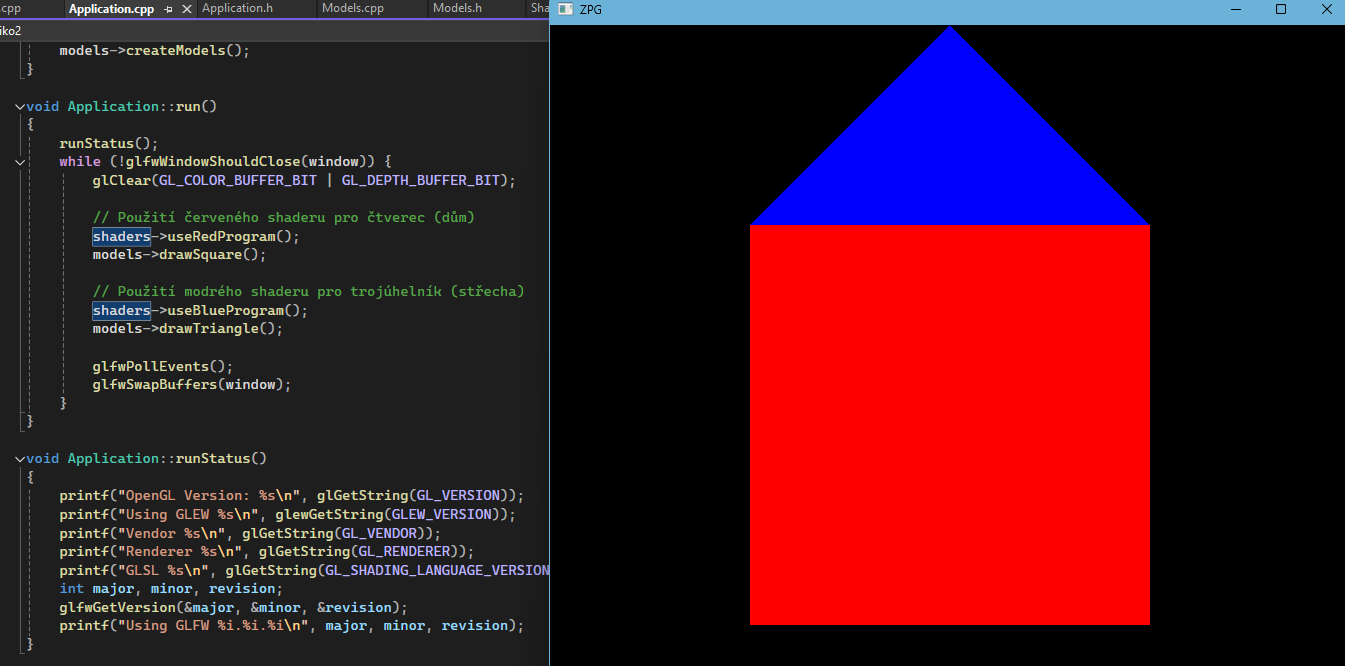 .cpp Application.cpp Application.h Models.cpp Models.h Sha
ZPG
iko2
models->createModels();
}
void Application::run()
{
runStatus();
while (!glfwWindowShouldClose(window)) {
glClear(GL_COLOR_BUFFER_BIT | GL_DEPTH_BUFFER_BIT);
// Použití červeného shaderu pro čtverec (dům)
shaders->useRedProgram();
models->drawSquare();
// Použití modrého shaderu pro trojúhelník (střecha)
shaders->useBlueProgram();
models->drawTriangle();
glfwPollEvents();
glfwSwapBuffers(window);
}
}
void Application::runStatus()
{
printf("OpenGL Version: %s\n", glGetString(GL_VERSION));
printf("Using GLEW %s\n", glewGetString(GLEW_VERSION));
printf("Vendor %s\n", glGetString(GL_VENDOR));
printf("Renderer %s\n", glGetString(GL_RENDERER));
printf("GLSL %s\n", glGetString(GL_SHADING_LANGUAGE_VERSION
int major, minor, revision;
glfwGetVersion(&major, &minor, &revision);
printf("Using GLFW %i.%i.%i\n", major, minor, revision);
}